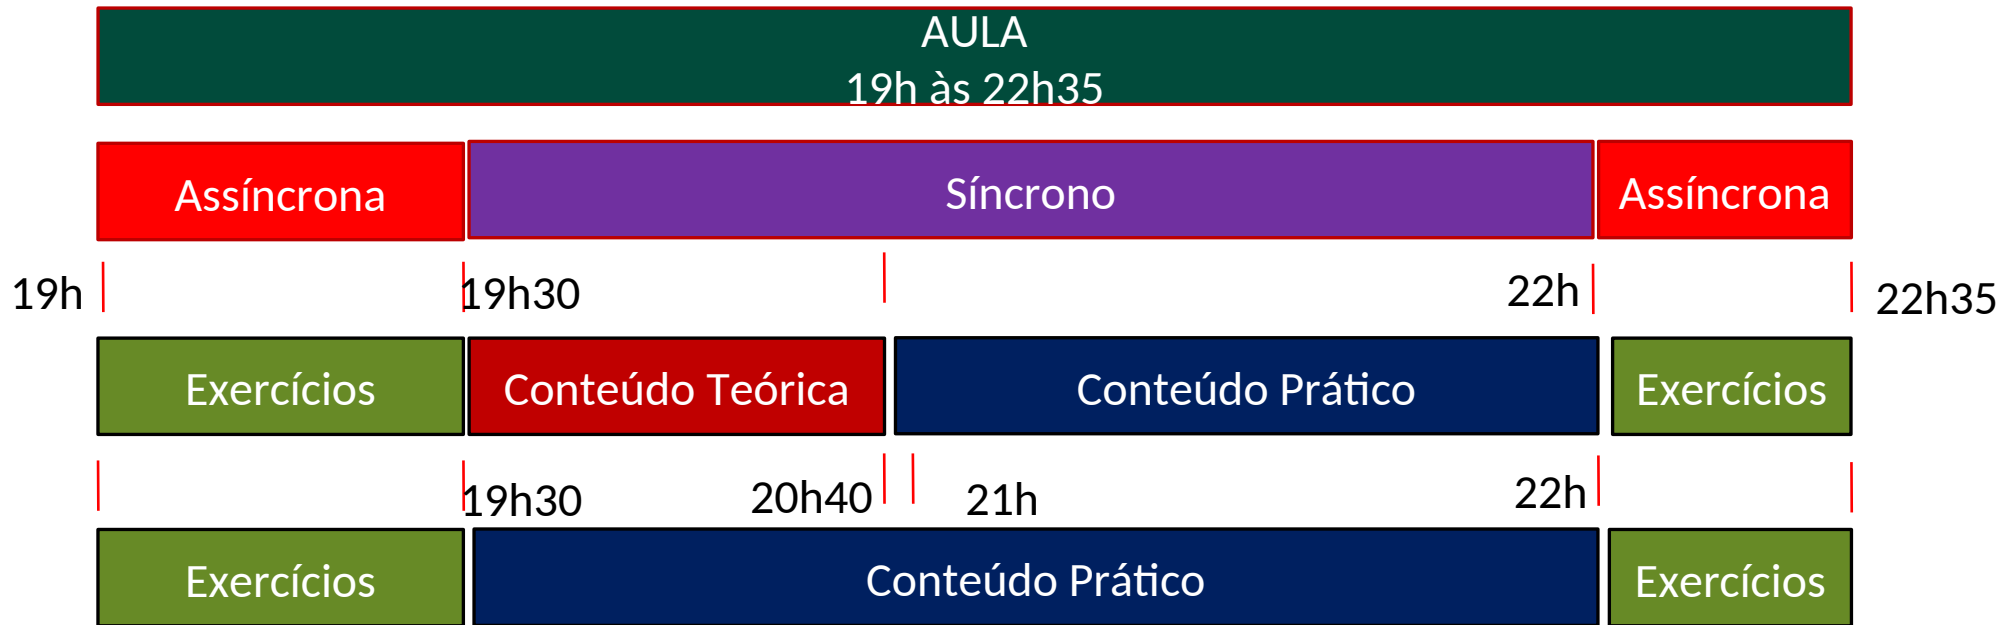 AULA
19h às 22h35
Assíncrona Síncrono Assíncrona
19h 19h30 22h 22h35
Exercícios Conteúdo Teórica Conteúdo Prático Exercícios
19h30 20h40 21h 22h
Exercícios Conteúdo Prático Exercícios